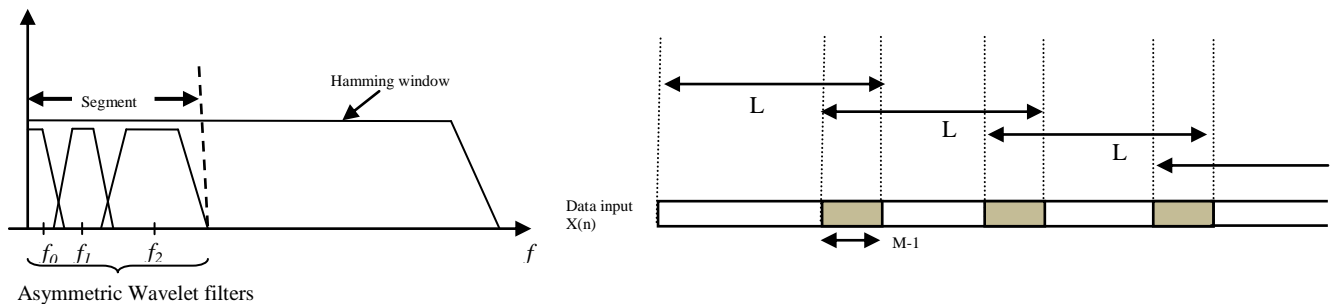 Hamming window
Segment
f0
f1
f2
f
Asymmetric Wavelet filters
L
L
L
Data input
X(n)
M-1